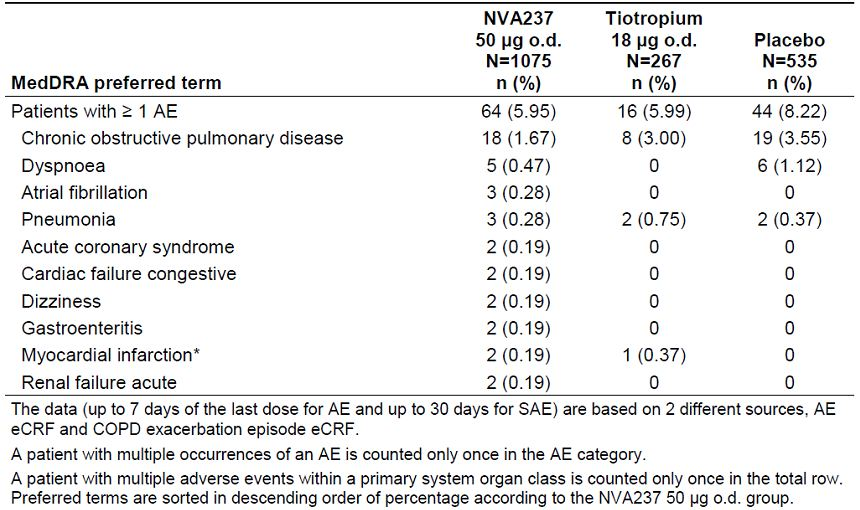 NVA237 Tiotropium
50 µg o.d. 18 µg o.d. Placebo
N=1075 N=267 N=535
MedDRA preferred term n (%) n (%) n (%)
Patients with ≥ 1 AE 64 (5.95) 16 (5.99) 44 (8.22)
Chronic obstructive pulmonary disease 18 (1.67) 8 (3.00) 19 (3.55)
Dyspnoea 5 (0.47) 0 6 (1.12)
Atrial fibrillation 3 (0.28) 0 0
Pneumonia 3 (0.28) 2 (0.75) 2 (0.37)
Acute coronary syndrome 2 (0.19) 0 0
Cardiac failure congestive 2 (0.19) 0 0
Dizziness 2 (0.19) 0 0
Gastroenteritis 2 (0.19) 0 0
Myocardial infarction* 2 (0.19) 1 (0.37) 0
Renal failure acute 2 (0.19) 0 0
The data (up to 7 days of the last dose for AE and up to 30 days for SAE) are based on 2 different sources, AE
eCRF and COPD exacerbation episode eCRF.
A patient with multiple occurrences of an AE is counted only once in the AE category.
A patient with multiple adverse events within a primary system organ class is counted only once in the total row.
Preferred terms are sorted in descending order of percentage according to the NVA237 50 µg o.d. group.